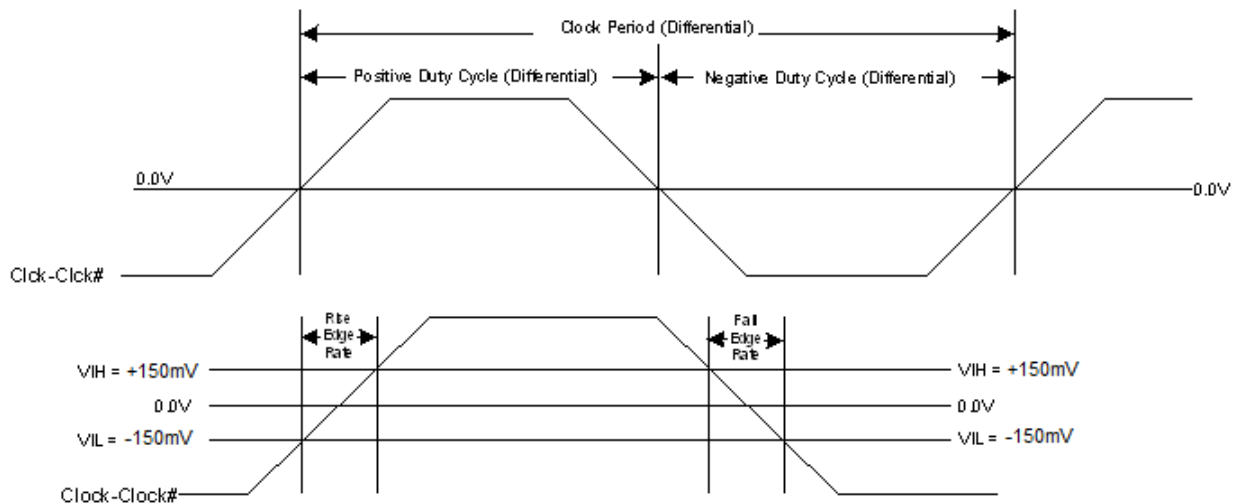 Clock Period (Differential)
Positive Duty Cycle (Differential)
Negative Duty Cycle (Differential)
0.0V
0.0V
Clck-Clck#
Rise
Edge
Rate
Fall
Edge
Rate
VIH = +150mV
VIH = +150mV
0.0V
0.0V
VIL = -150mV
VIL = -150mV
Clock-Clock#